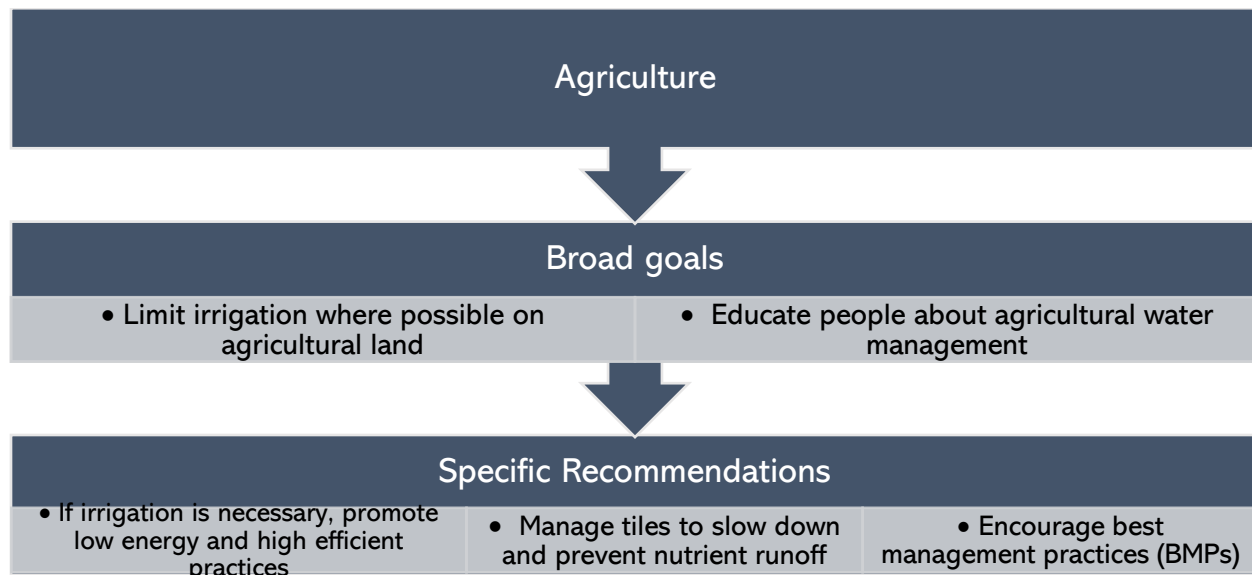 Agriculture
Broad goals
• Limit irrigation where possible on
agricultural land
• Educate people about agricultural water
management
Specific Recommendations
• If irrigation is necessary, promote
low energy and high efficient
practices
• Manage tiles to slow down
and prevent nutrient runoff
• Encourage best
management practices (BMPs)